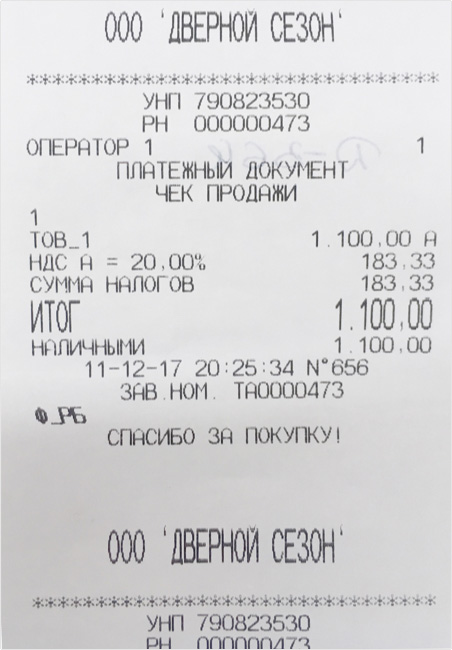 ООО 'ДВЕРНОЙ СЕЗОН'
***********************************
УНП 790823530
РН 000000473
ОПЕРАТОР 1 1
ПЛАТЕЖНЫЙ ДОКУМЕНТ
ЧЕК ПРОДАЖИ
1
ТОВ_1 1.100,00 А
НДС А = 20,00% 183,33
СУММА НАЛОГОВ 183,33
ИТОГ 1.100,00
НАЛИЧНЫМИ 1.100,00
11-12-17 20:25:34 N°656
ЗАВ.НОМ. ТА0000473
Ф_РБ
СПАСИБО ЗА ПОКУПКУ!
ООО 'ДВЕРНОЙ СЕЗОН'
***********************************
УНП 790823530
РН 000000473